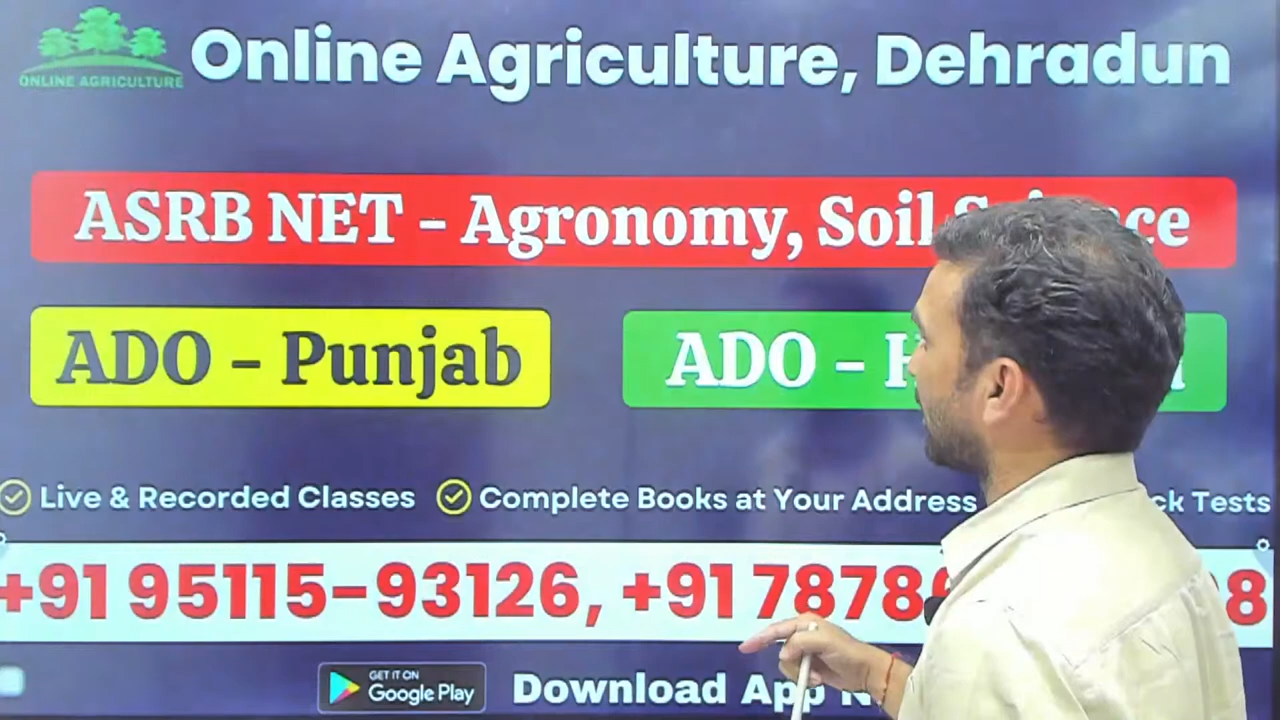 ONLINE AGRICULTURE
Online Agriculture, Dehradun
ASRB NET - Agronomy, Soil
ADO - Punjab
ADO -
Live & Recorded Classes
Complete Books at Your Address
Tests
+91 95115-93126, +91
GET IT ON
Google Play
Download App